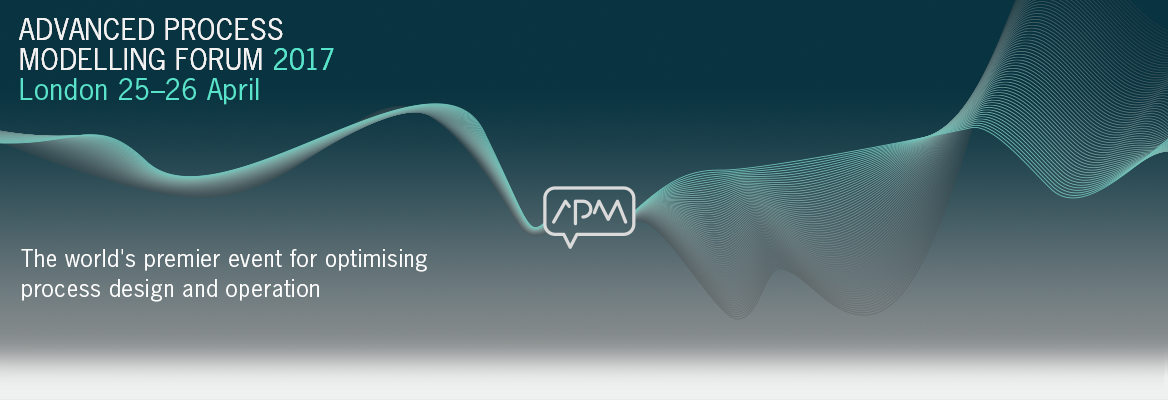 ADVANCED PROCESS
MODELLING FORUM 2017
London 25–26 April
APM
The world's premier event for optimising
process design and operation